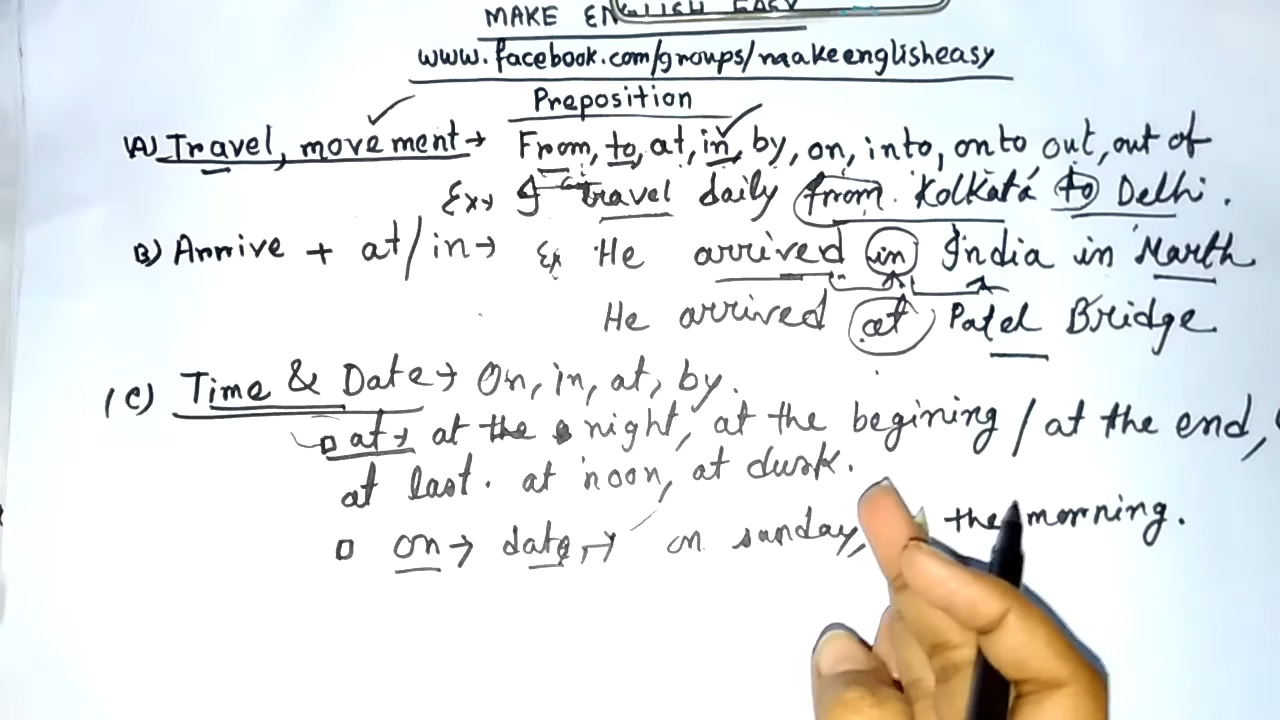 MAKE ENGLISH EASY
www.facebook.com/groups/maakeenglisheasy
Preposition
(A) Travel, movement → From, to, at, in, by, on, into, onto out, out of
Ex → I travel daily from Kolkata to Delhi.
B) Arrive + at/in → Ex He arrived in India in March
He arrived at Patel Bridge
(C) Time & Date → On, in, at, by.
at → at the night, at the begining / at the end,
at last. at noon, at dusk.
on → date, → on sunday, the morning.